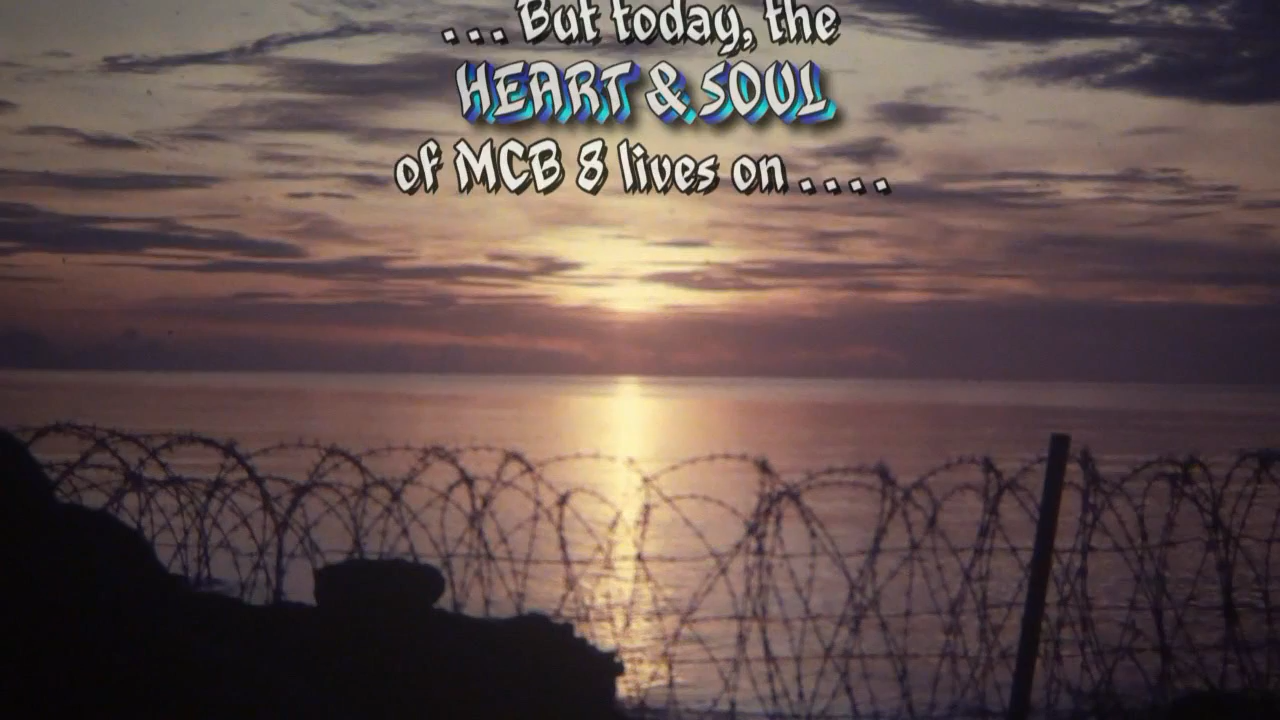 ... But today, the
HEART & SOUL
of MCB 8 lives on ....